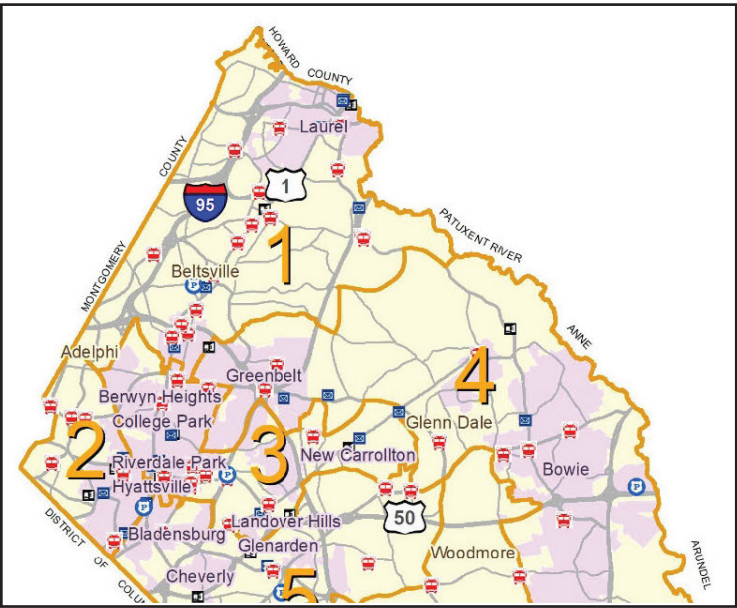 HOWARD COUNTY
Laurel
COUNTY
1
95
PATUXENT RIVER
1
MONTGOMERY
Beltsville
P
ANNE
Adelphi
4
Greenbelt
Berwyn Heights
College Park
Glenn Dale
2
3
New Carrollton
Riverdale Park
Bowie
Hyattsville
P
P
P
50
Landover Hills
DISTRICT OF COLU
Bladensburg
Glenarden
Woodmore
ARUNDEL
Cheverly
5